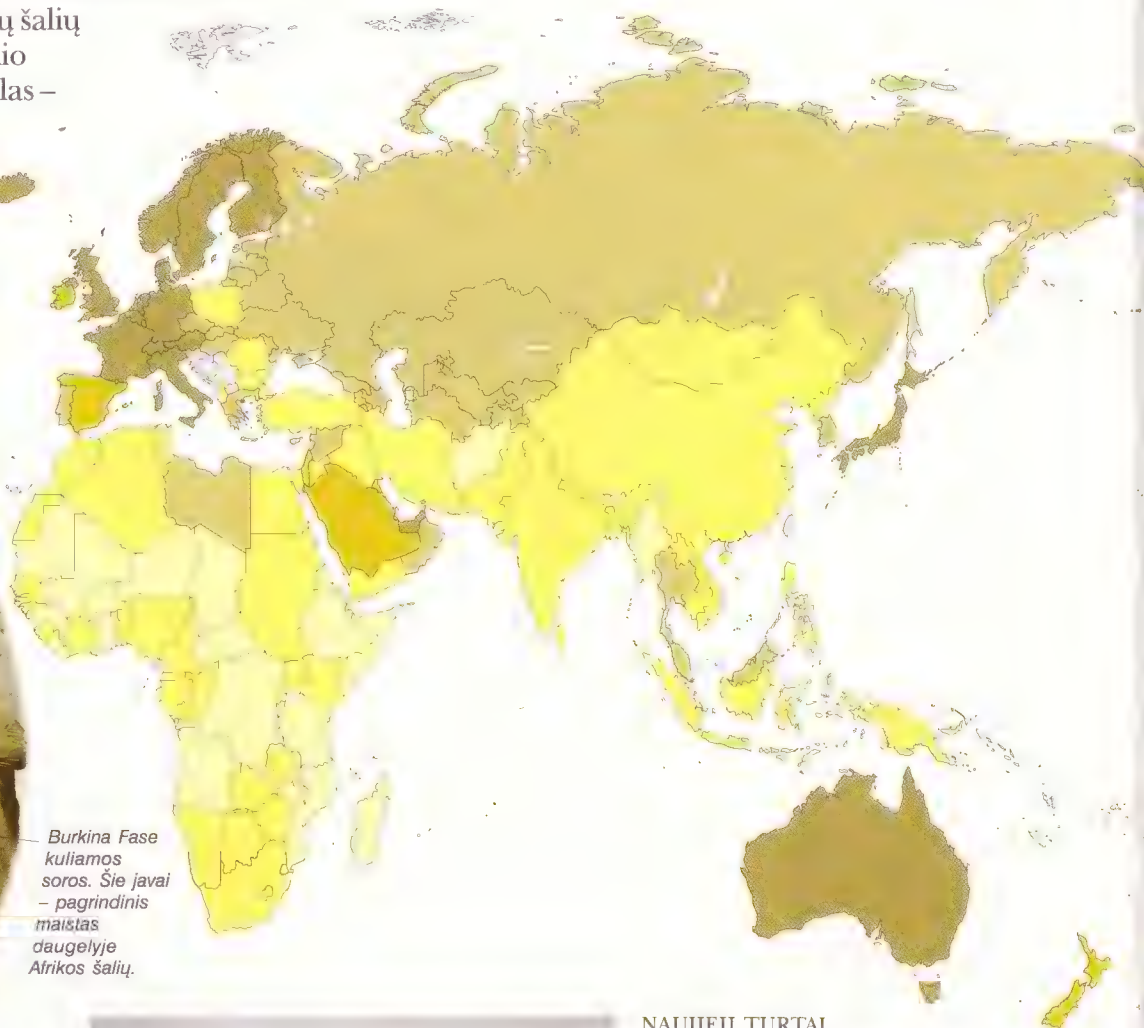 ų šalių
io
las –
Burkina Fase
kuliamos
soros. Šie javai
– pagrindinis
maistas
daugelyje
Afrikos šalių.
NAUJIEJI TURTAI